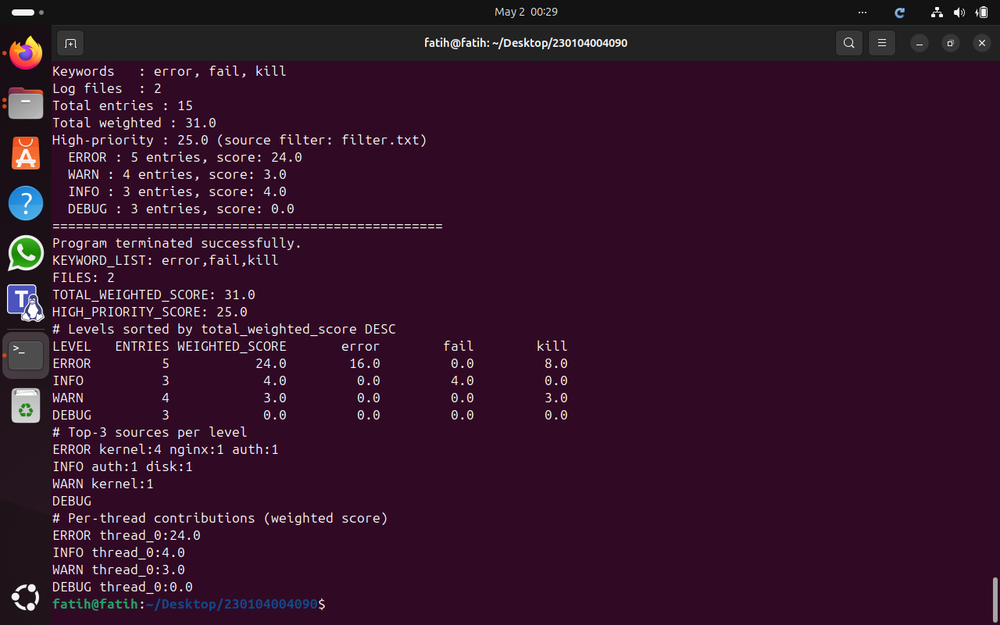 May 2  00:29
fatih@fatih: ~/Desktop/230104004090
Keywords   : error, fail, kill
Log files  : 2
Total entries : 15
Total weighted : 31.0
High-priority : 25.0 (source filter: filter.txt)
  ERROR : 5 entries, score: 24.0
  WARN : 4 entries, score: 3.0
  INFO : 3 entries, score: 4.0
  DEBUG : 3 entries, score: 0.0
==================================================
Program terminated successfully.
KEYWORD_LIST: error,fail,kill
FILES: 2
TOTAL_WEIGHTED_SCORE: 31.0
HIGH_PRIORITY_SCORE: 25.0
# Levels sorted by total_weighted_score DESC
LEVEL   ENTRIES WEIGHTED_SCORE       error        fail        kill
ERROR         5           24.0        16.0         0.0         8.0
INFO          3            4.0         0.0         4.0         0.0
WARN          4            3.0         0.0         0.0         3.0
DEBUG         3            0.0         0.0         0.0         0.0
# Top-3 sources per level
ERROR kernel:4 nginx:1 auth:1
INFO auth:1 disk:1
WARN kernel:1
DEBUG
# Per-thread contributions (weighted score)
ERROR thread_0:24.0
INFO thread_0:4.0
WARN thread_0:3.0
DEBUG thread_0:0.0
fatih@fatih:~/Desktop/230104004090$